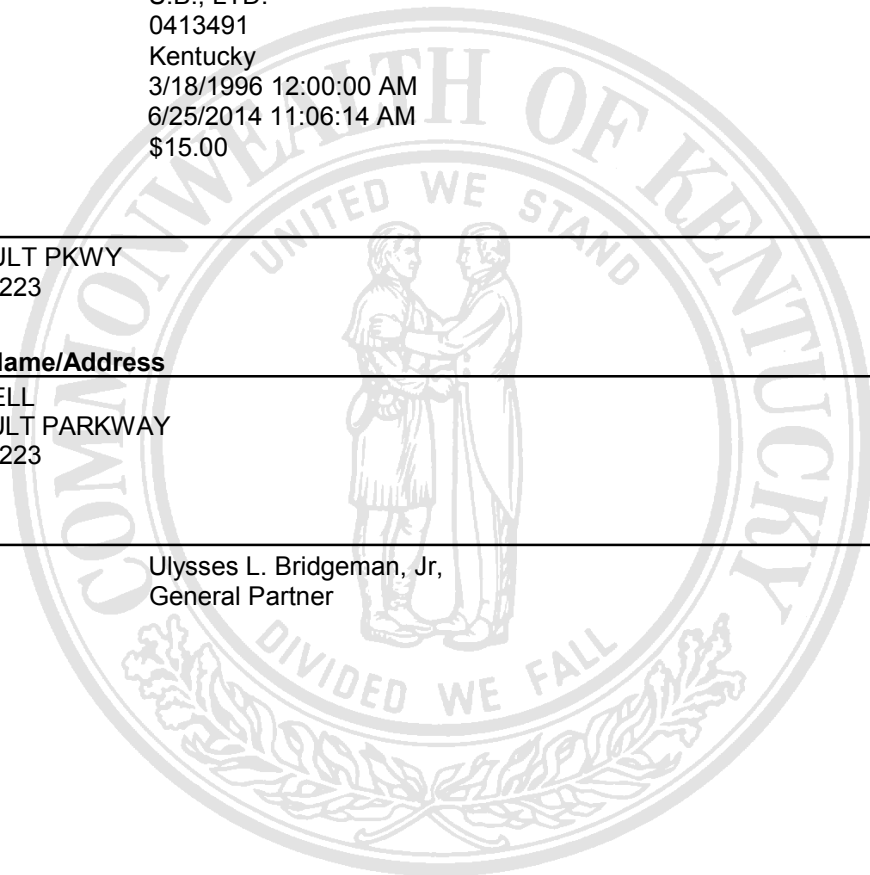 0413491
Kentucky
3/18/1996 12:00:00 AM
6/25/2014 11:06:14 AM
$15.00
ULT PKWY
223
lame/Address
ELL
ULT PARKWAY
223
Ulysses L. Bridgeman, Jr,
General Partner
COMMONWEALTH OF KENTUCKY
UNITED WE STAND
DIVIDED WE FALL